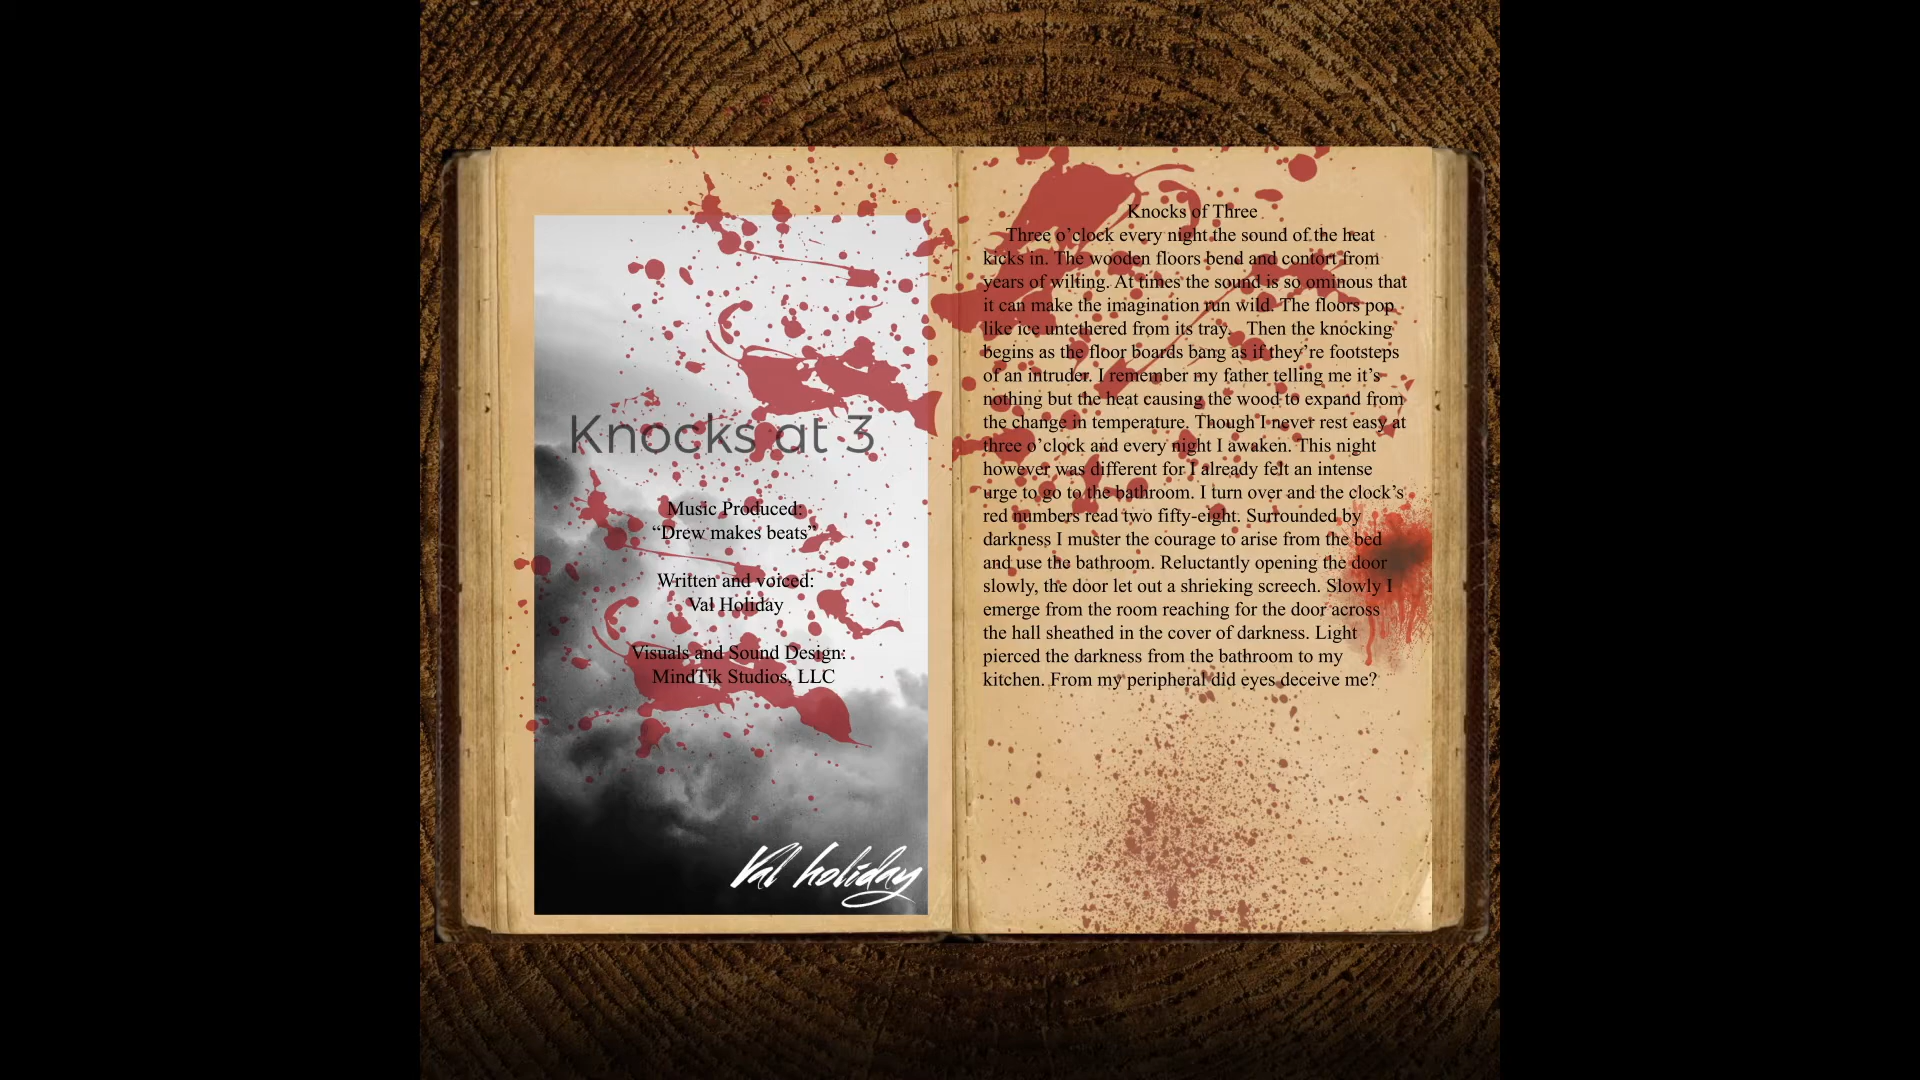 Knocks at 3
Music Produced:
“Drew makes beats”
Written and voiced:
Val Holiday
Visuals and Sound Design:
MindTik Studios, LLC
Val holiday
Knocks of Three
Three o’clock every night the sound of the heat
kicks in. The wooden floors bend and contort from
years of wilting. At times the sound is so ominous that
it can make the imagination run wild. The floors pop
like ice untethered from its tray. Then the knocking
begins as the floor boards bang as if they’re footsteps
of an intruder. I remember my father telling me it’s
nothing but the heat causing the wood to expand from
the change in temperature. Though I never rest easy at
three o’clock and every night I awaken. This night
however was different for I already felt an intense
urge to go to the bathroom. I turn over and the clock’s
red numbers read two fifty-eight. Surrounded by
darkness I muster the courage to arise from the bed
and use the bathroom. Reluctantly opening the door
slowly, the door let out a shrieking screech. Slowly I
emerge from the room reaching for the door across
the hall sheathed in the cover of darkness. Light
pierced the darkness from the bathroom to my
kitchen. From my peripheral did eyes deceive me?